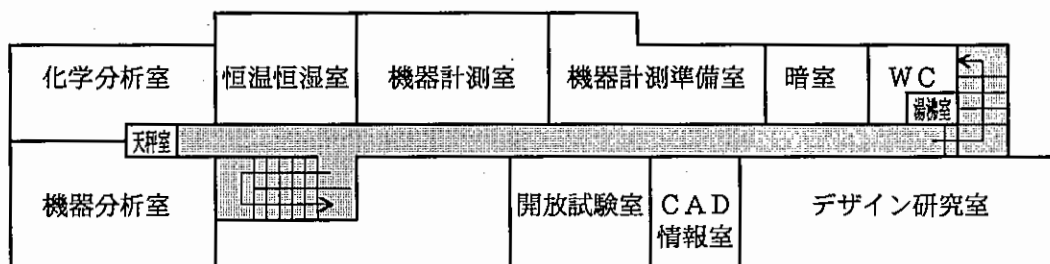 化学分析室
恒温恒湿室
機器計測室
機器計測準備室
暗室
WC
湯沸室
天秤室
機器分析室
開放試験室
CAD
情報室
デザイン研究室